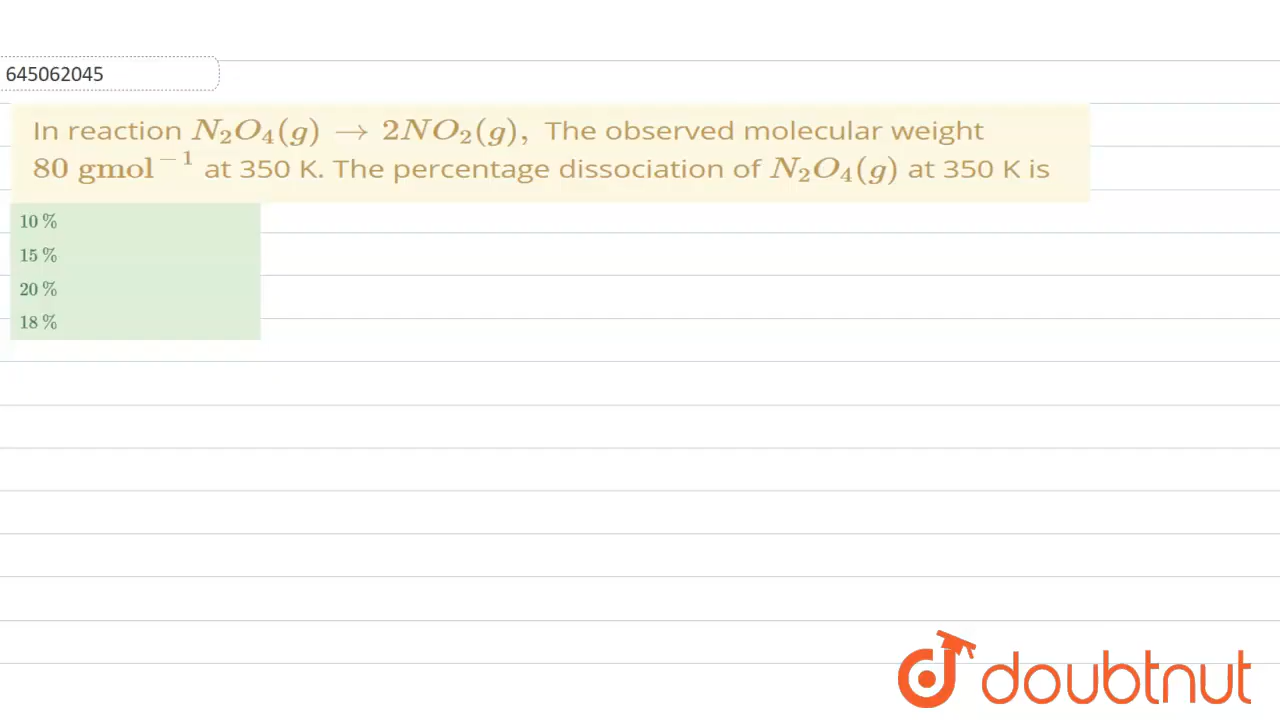 645062045
In reaction N₂O₄(g) → 2NO₂(g), The observed molecular weight
80 gmol⁻¹ at 350 K. The percentage dissociation of N₂O₄(g) at 350 K is
10 %
15 %
20 %
18 %
doubtnut